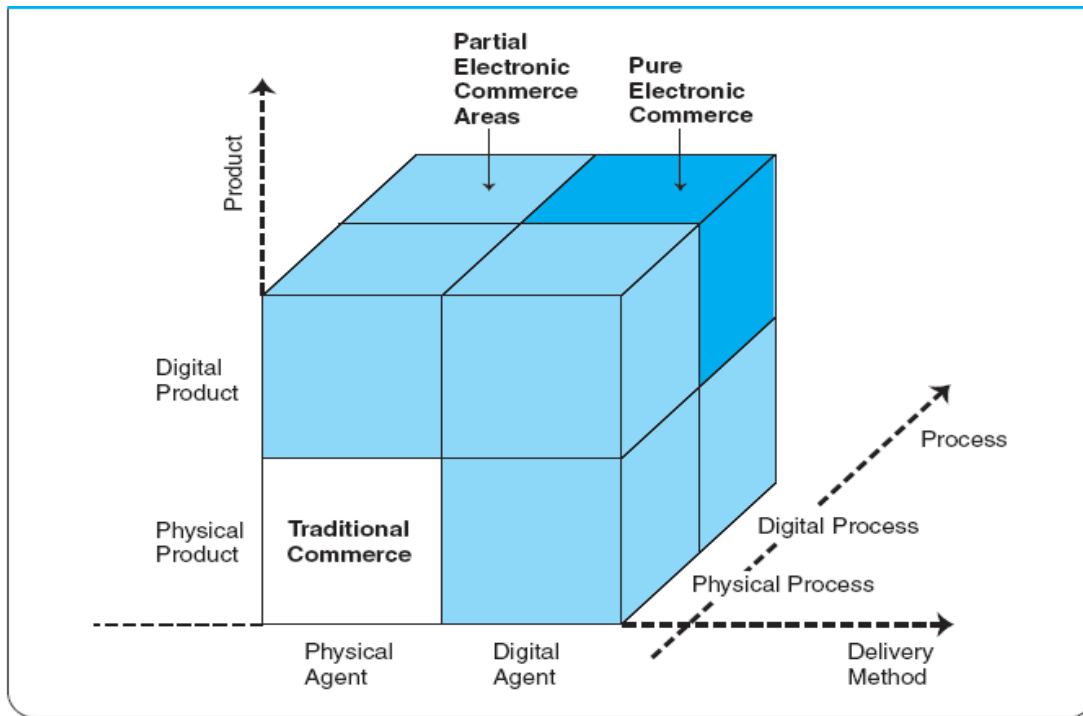 Partial
Electronic
Commerce
Areas
Pure
Electronic
Commerce
Product
Digital
Product
Process
Physical
Product
Traditional
Commerce
Digital Process
Physical Process
Physical
Agent
Digital
Agent
Delivery
Method